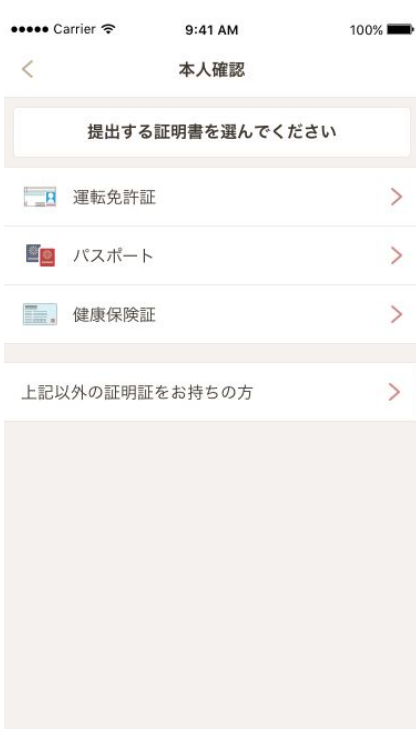 ●●●●● Carrier 9:41 AM 100%
本人確認
提出する証明書を選んでください
運転免許証
パスポート
健康保険証
上記以外の証明証をお持ちの方